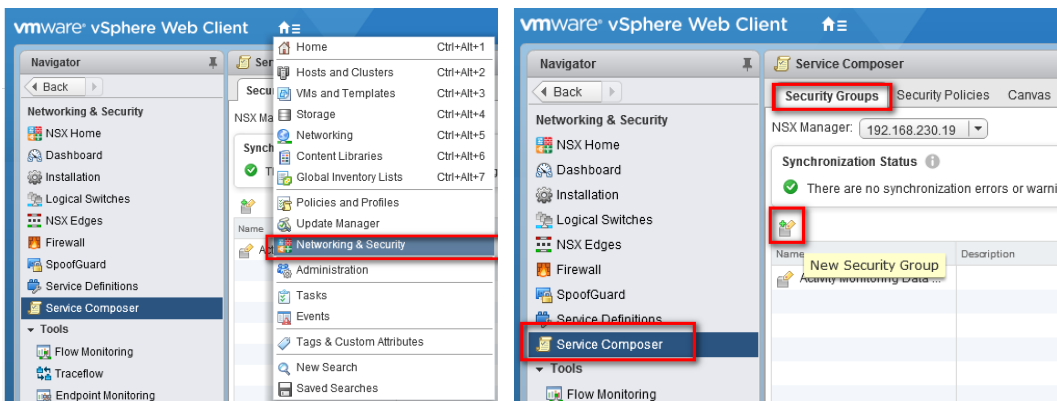 vmware® vSphere Web Client
Navigator
Back
Networking & Security
NSX Home
Dashboard
Installation
Logical Switches
NSX Edges
Firewall
SpoofGuard
Service Definitions
Service Composer
Tools
Flow Monitoring
Traceflow
Endpoint Monitoring
Ser
Secu
NSX Ma
Synch
Name
Home Ctrl+Alt+1
Hosts and Clusters Ctrl+Alt+2
VMs and Templates Ctrl+Alt+3
Storage Ctrl+Alt+4
Networking Ctrl+Alt+5
Content Libraries Ctrl+Alt+6
Global Inventory Lists Ctrl+Alt+7
Policies and Profiles
Update Manager
Networking & Security
Administration
Tasks
Events
Tags & Custom Attributes
New Search
Saved Searches
vmware® vSphere Web Client
Navigator
Back
Networking & Security
NSX Home
Dashboard
Installation
Logical Switches
NSX Edges
Firewall
SpoofGuard
Service Definitions
Service Composer
Tools
Flow Monitoring
Service Composer
Security Groups Security Policies Canvas
NSX Manager: 192.168.230.19
Synchronization Status
There are no synchronization errors or warni
Name Description
New Security Group
Activity Monitoring Data ...